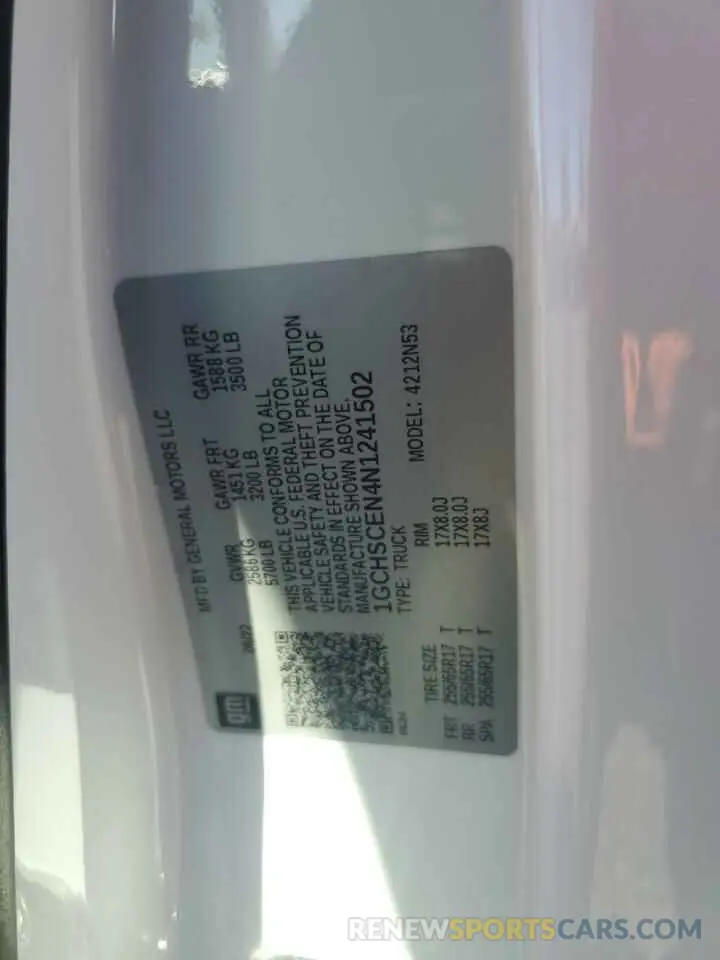 MFD BY GENERAL MOTORS LLC
gm
06/22
GVWR
2586 KG
5700 LB
GAWR FRT
1451 KG
3200 LB
GAWR RR
1588 KG
3500 LB
THIS VEHICLE CONFORMS TO ALL
APPLICABLE U.S. FEDERAL MOTOR
VEHICLE SAFETY AND THEFT PREVENTION
STANDARDS IN EFFECT ON THE DATE OF
MANUFACTURE SHOWN ABOVE.
1GCHSCEN4N1241502
TYPE: TRUCK
MODEL: 4212N53
TIRE SIZE RIM
FRT 255/65R17 T 17X8.0J
RR 255/65R17 T 17X8.0J
SPA 255/65R17 T 17X8J
RENEWSPORTSCARS.COM